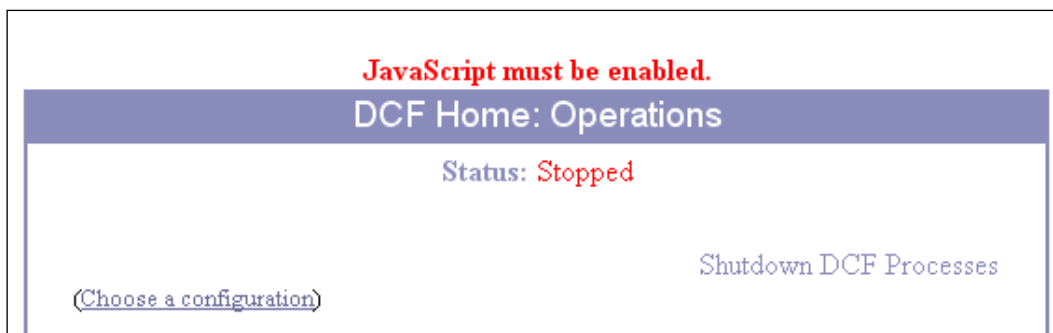 JavaScript must be enabled.
DCF Home: Operations
Status: Stopped
Shutdown DCF Processes
(Choose a configuration)